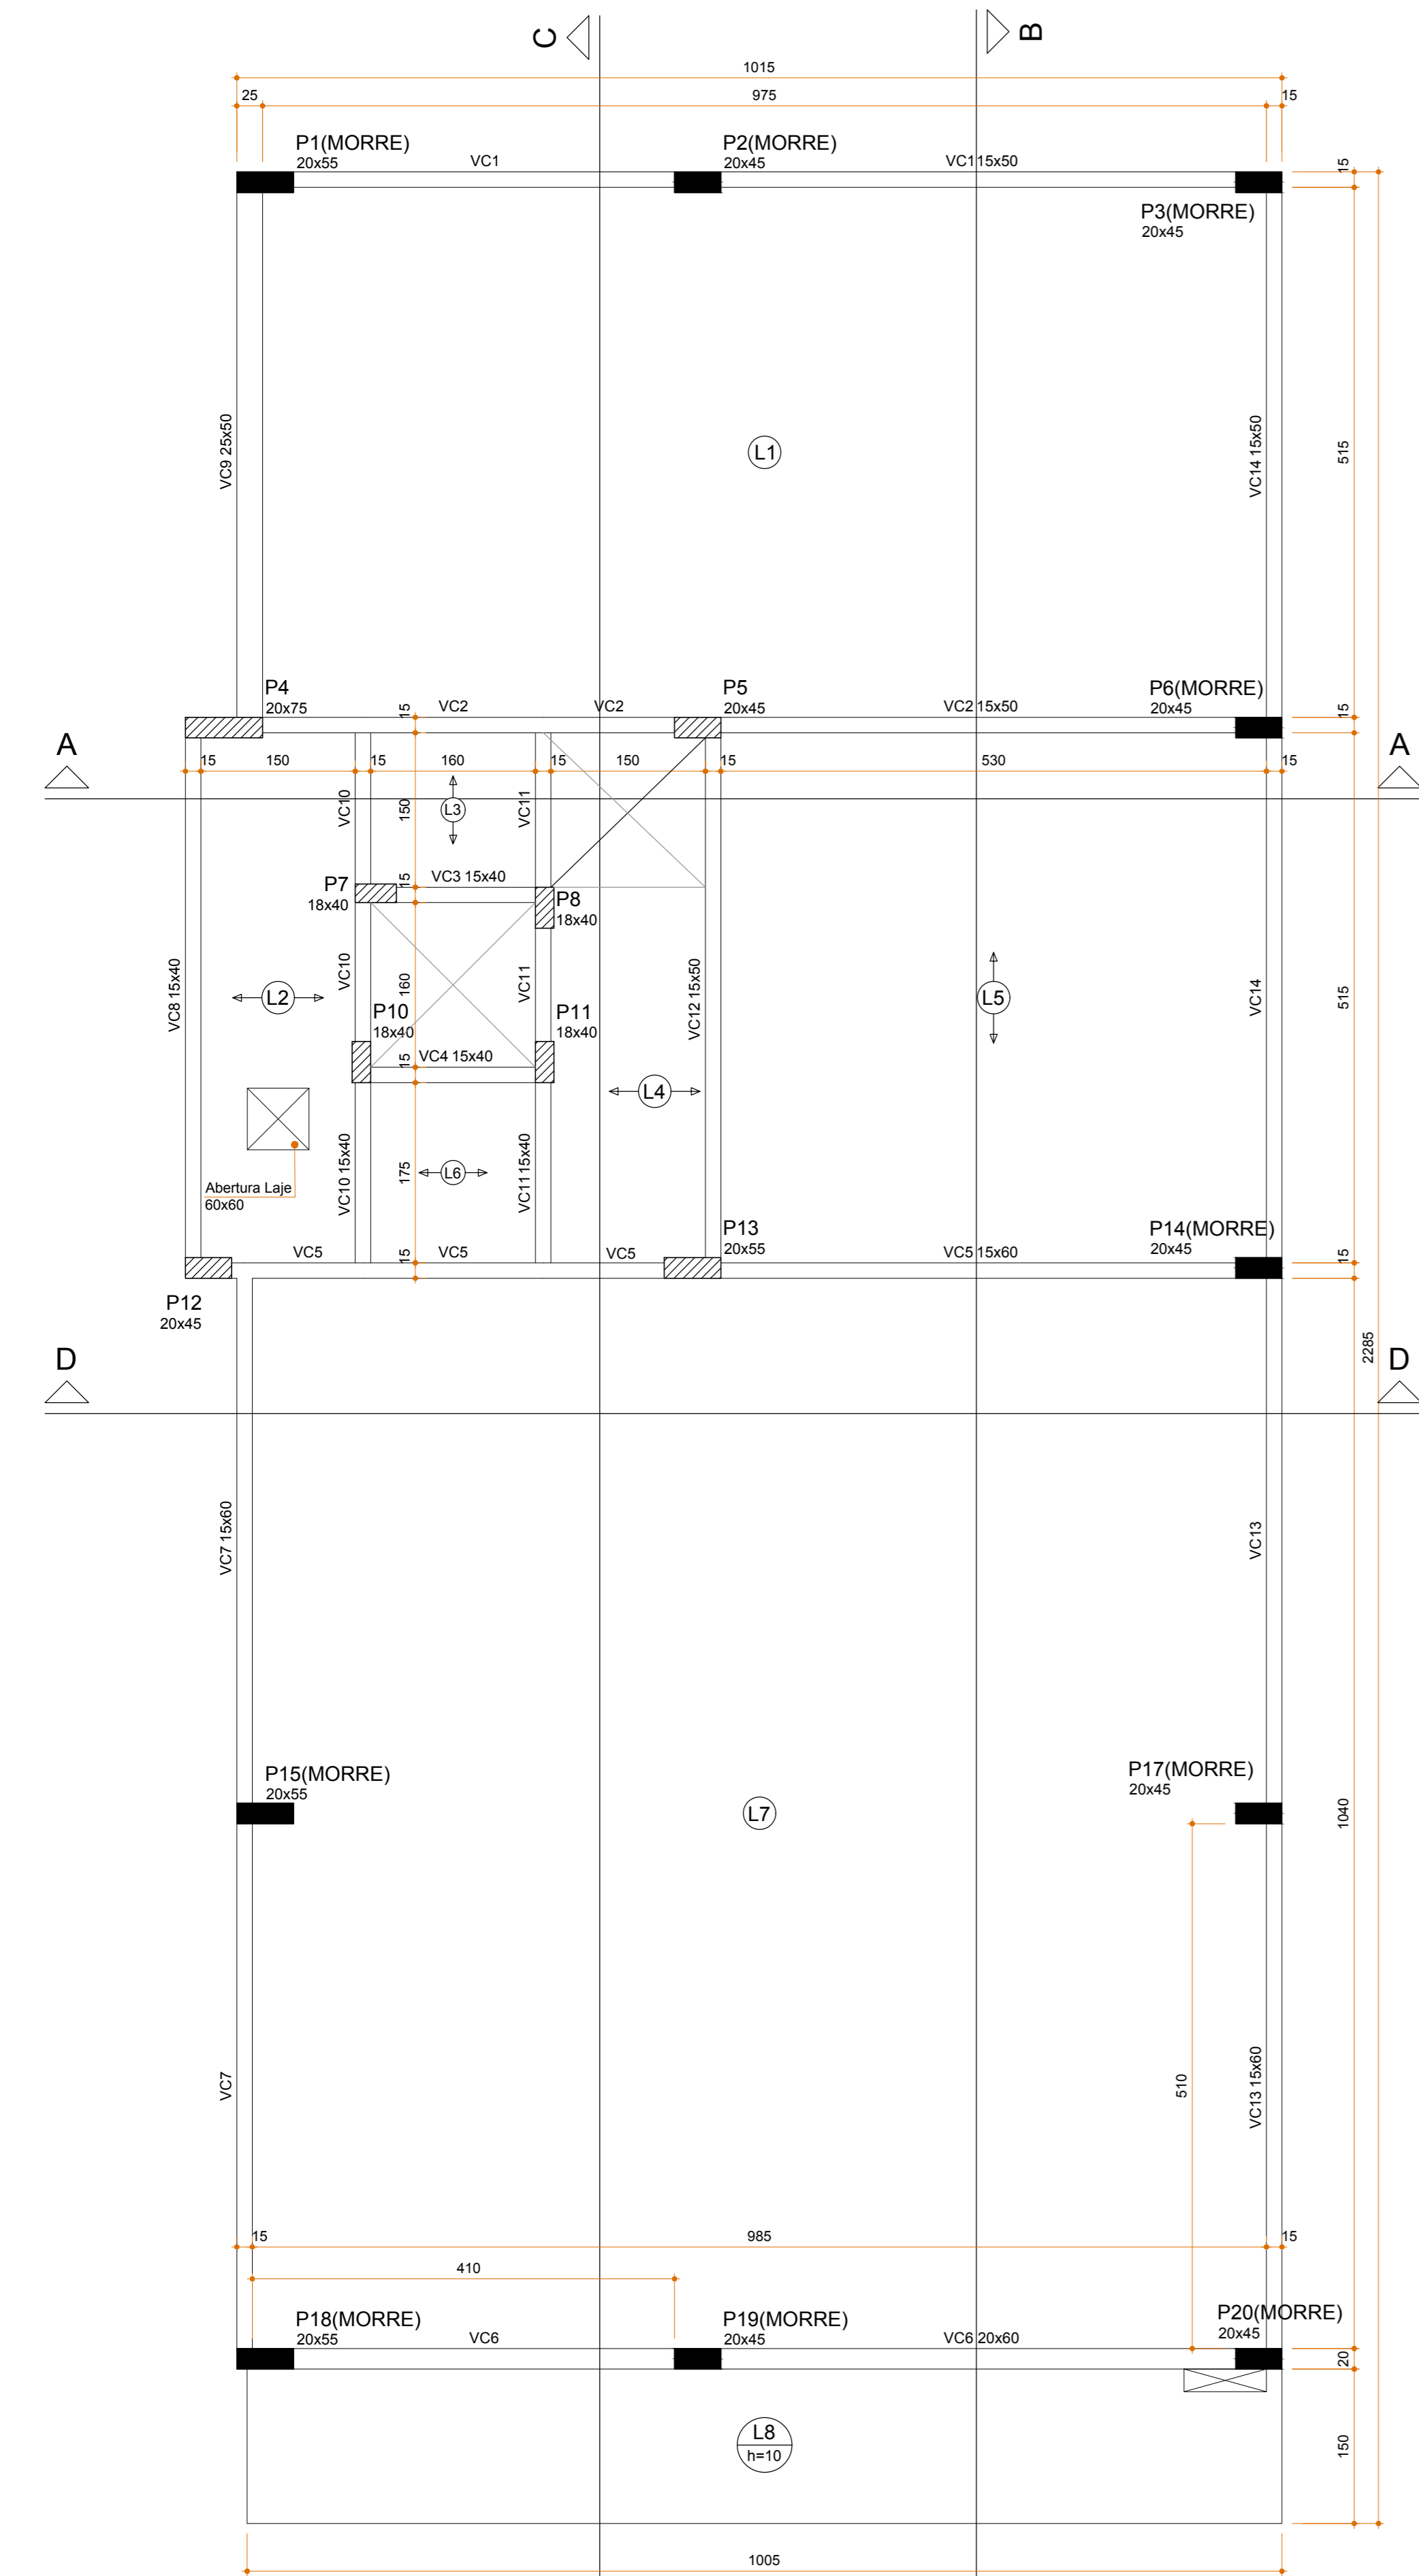 C
B
1015
25
975
15
P1(MORRE)
20x55
VC1
P2(MORRE)
20x45
VC1 15x50
15
P3(MORRE)
20x45
VC9 25x50
L1
VC14 15x50
515
P4
20x75
15
VC2
VC2
P5
20x45
VC2 15x50
P6(MORRE)
20x45
15
A
A
15
150
15
160
15
150
15
530
15
VC10
150
L3
VC11
P7
18x40
15
VC3 15x40
P8
18x40
VC8 15x40
L2
VC10
160
VC11
VC12 15x50
L5
VC14
515
P10
18x40
P11
18x40
15
VC4 15x40
L4
Abertura Laje
60x60
VC10 15x40
175
L6
VC11 15x40
VC5
15
VC5
VC5
P13
20x55
VC5 15x60
P14(MORRE)
20x45
15
P12
20x45
2285
D
D
VC7 15x60
VC13
P15(MORRE)
20x55
P17(MORRE)
20x45
L7
1040
VC7
510
VC13 15x60
15
985
15
410
P18(MORRE)
20x55
VC6
P19(MORRE)
20x45
VC6 20x60
P20(MORRE)
20x45
20
L8
h=10
150
1005